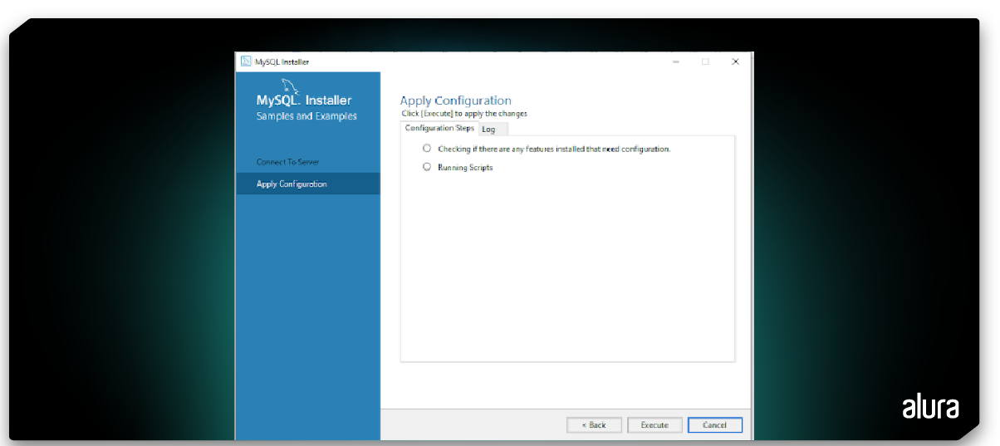 MySQL Installer
MySQL. Installer
Samples and Examples
Connect To Server
Apply Configuration
Apply Configuration
Click [Execute] to apply the changes
Configuration Steps Log
Checking if there are any features installed that need configuration.
Running Scripts
< Back Execute Cancel
alura